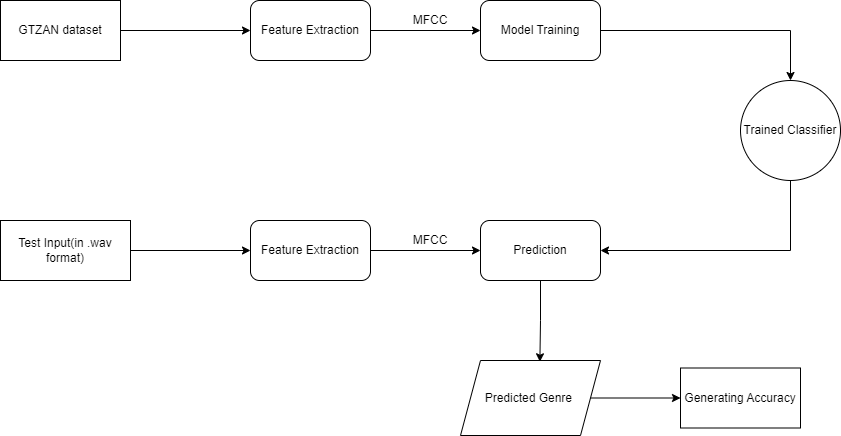 GTZAN dataset
Feature Extraction
MFCC
Model Training
Trained Classifier
Test Input(in .wav
format)
Feature Extraction
MFCC
Prediction
Predicted Genre
Generating Accuracy